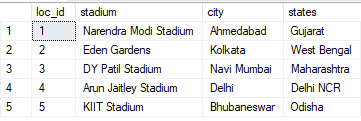 loc_id stadium city states
1 1 Narendra Modi Stadium Ahmedabad Gujarat
2 2 Eden Gardens Kolkata West Bengal
3 3 DY Patil Stadium Navi Mumbai Maharashtra
4 4 Arun Jaitley Stadium Delhi Delhi NCR
5 5 KIIT Stadium Bhubaneswar Odisha